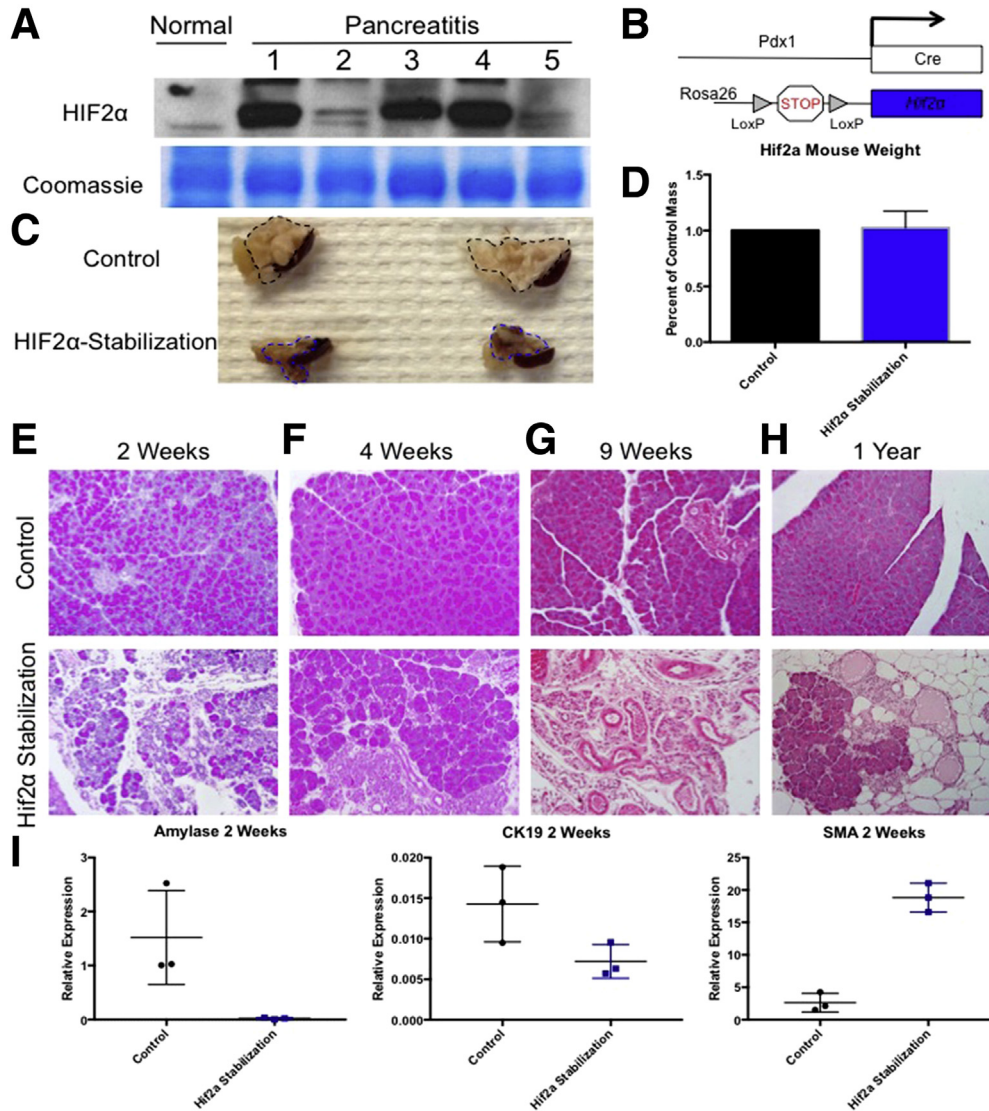 A
Normal
Pancreatitis
1 2 3 4 5
HIF2α
Coomassie
B
Pdx1
Cre
Rosa26
STOP
Hif2α
LoxP
LoxP
C
Control
HIF2α-Stabilization
D
Hif2a Mouse Weight
Percent of Control Mass
1.5
1.0
0.5
0.0
Control
Hif2α Stabilization
E
2 Weeks
F
4 Weeks
G
9 Weeks
H
1 Year
Control
Hif2α Stabilization
I
Amylase 2 Weeks
Relative Expression
3
2
1
0
Control
Hif2a Stabilization
CK19 2 Weeks
Relative Expression
0.020
0.015
0.010
0.005
0.000
Control
Hif2a Stabilization
SMA 2 Weeks
Relative Expression
25
20
15
10
5
0
Control
Hif2a Stabilization